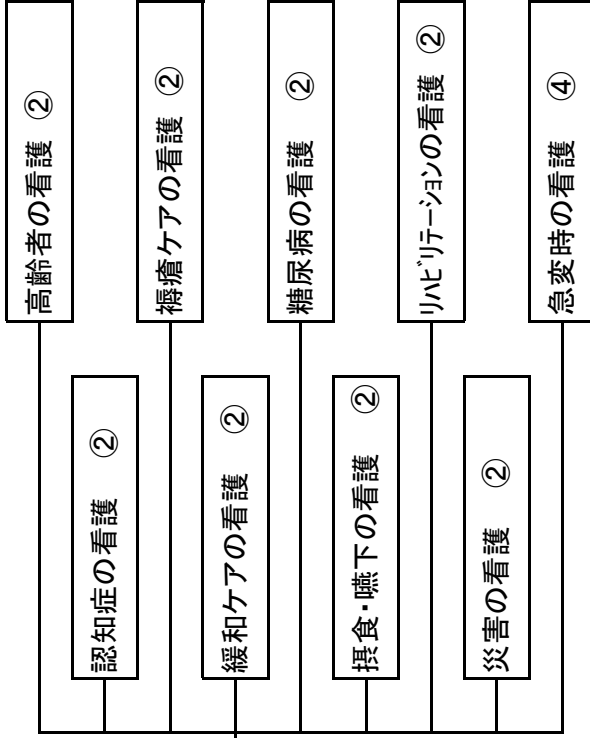 高齢者の看護 ②
認知症の看護 ②
褥瘡ケアの看護 ②
緩和ケアの看護 ②
糖尿病の看護 ②
摂食・嚥下の看護 ②
リハビリテーションの看護 ②
災害の看護 ②
急変時の看護 ④